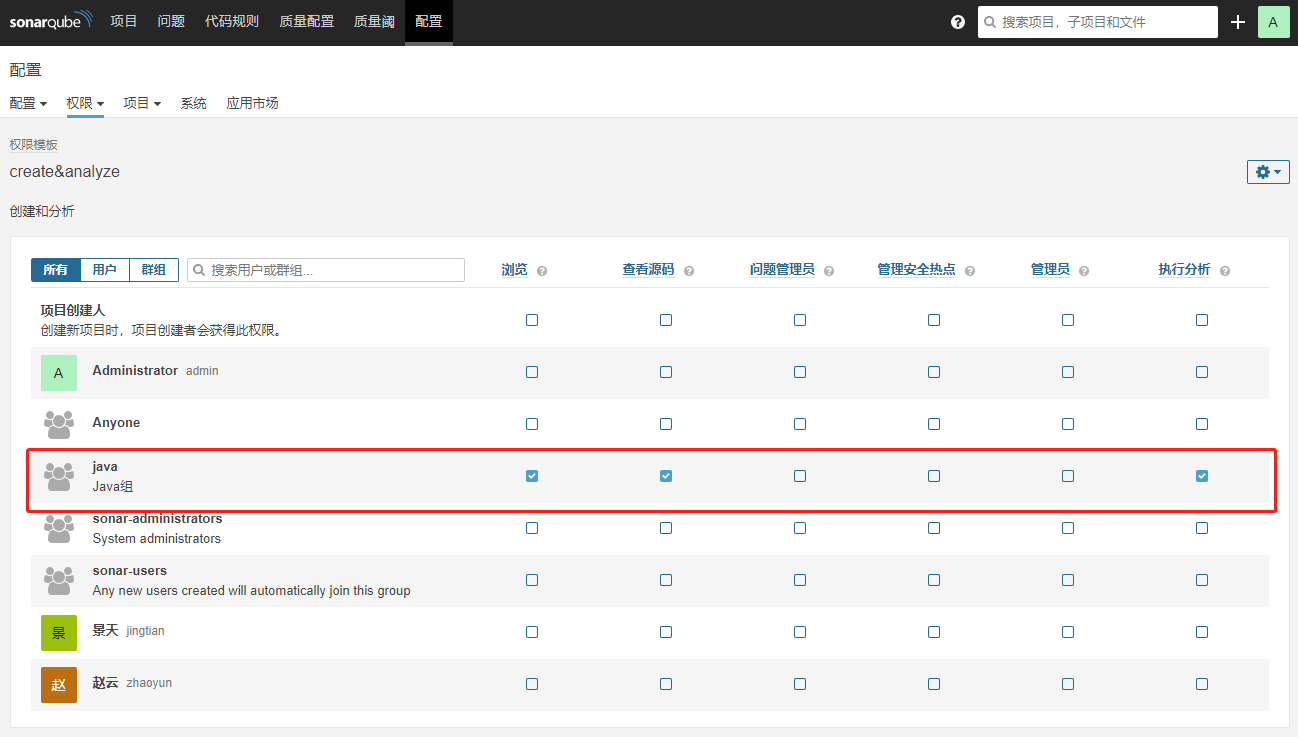 sonarqube 项目 问题 代码规则 质量配置 质量阈 配置 搜索项目，子项目和文件 A
配置
配置 权限 项目 系统 应用市场
权限模板
create&analyze
创建和分析
所有 用户 群组 搜索用户或群组... 浏览 查看源码 问题管理员 管理安全热点 管理员 执行分析
项目创建人
创建新项目时，项目创建者会获得此权限。
A Administrator admin
Anyone
java
Java组
sonar-administrators
System administrators
sonar-users
Any new users created will automatically join this group
景 景天 jingtian
赵 赵云 zhaoyun